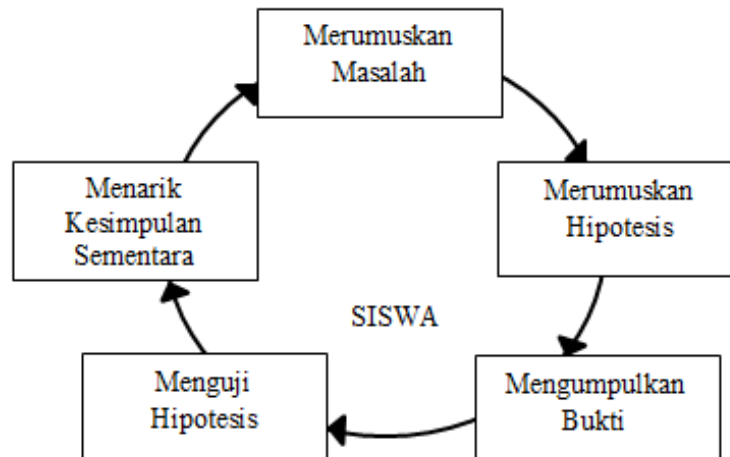 Merumuskan
Masalah
Merumuskan
Hipotesis
Mengumpulkan
Bukti
Menguji
Hipotesis
Menarik
Kesimpulan
Sementara
SISWA